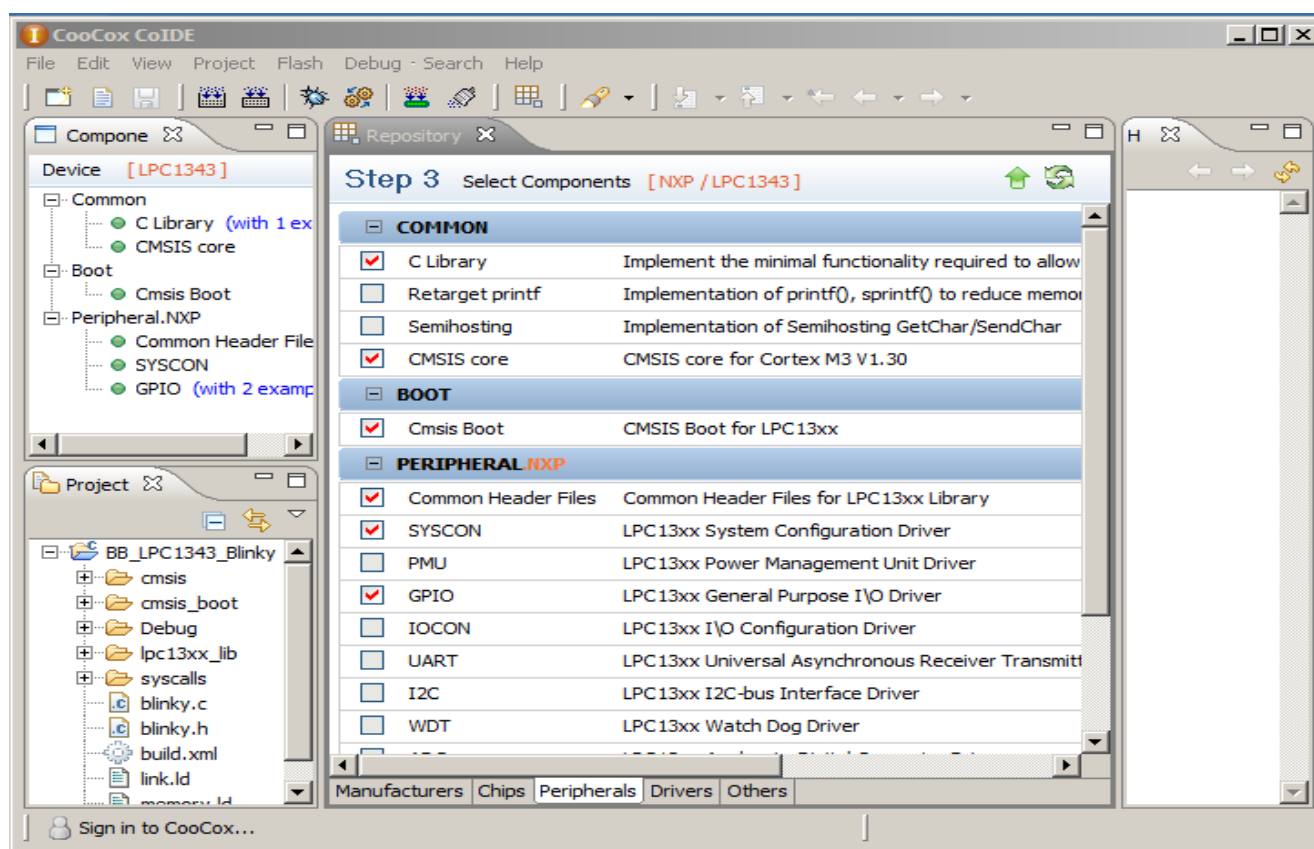 CooCox CoIDE
File Edit View Project Flash Debug Search Help
Compone
Device [LPC1343]
Common
C Library (with 1 ex
CMSIS core
Boot
Cmsis Boot
Peripheral.NXP
Common Header File
SYSCON
GPIO (with 2 examp
Project
BB_LPC1343_Blinky
cmsis
cmsis_boot
Debug
lpc13xx_lib
syscalls
blinky.c
blinky.h
build.xml
link.ld
Repository
Step 3 Select Components [NXP / LPC1343]
COMMON
C Library Implement the minimal functionality required to allow
Retarget printf Implementation of printf(), sprintf() to reduce memo
Semihosting Implementation of Semihosting GetChar/SendChar
CMSIS core CMSIS core for Cortex M3 V1.30
BOOT
Cmsis Boot CMSIS Boot for LPC13xx
PERIPHERAL.NXP
Common Header Files Common Header Files for LPC13xx Library
SYSCON LPC13xx System Configuration Driver
PMU LPC13xx Power Management Unit Driver
GPIO LPC13xx General Purpose I\O Driver
IOCON LPC13xx I\O Configuration Driver
UART LPC13xx Universal Asynchronous Receiver Transmitt
I2C LPC13xx I2C-bus Interface Driver
WDT LPC13xx Watch Dog Driver
Manufacturers Chips Peripherals Drivers Others
H
Sign in to CooCox...